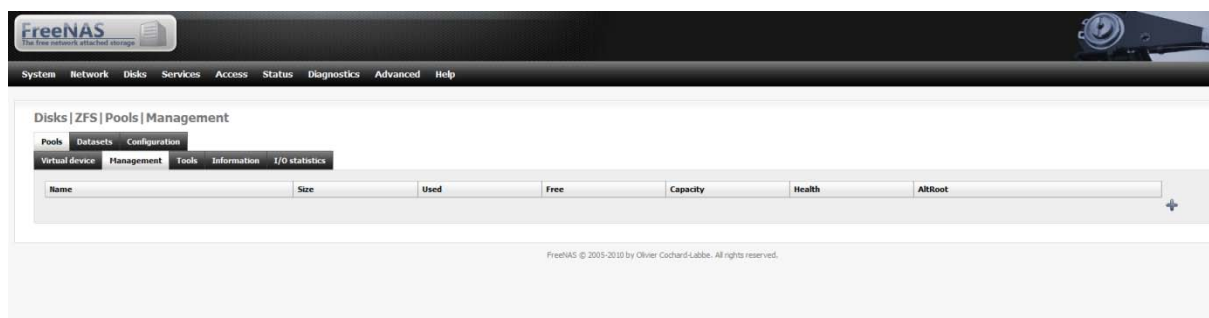 FreeNAS
The free network attached storage
System Network Disks Services Access Status Diagnostics Advanced Help
Disks|ZFS|Pools|Management
Pools Datasets Configuration
Virtual device Management Tools Information I/O statistics
Name Size Used Free Capacity Health AltRoot
FreeNAS © 2005-2010 by Olivier Cochard-Labbe. All rights reserved.